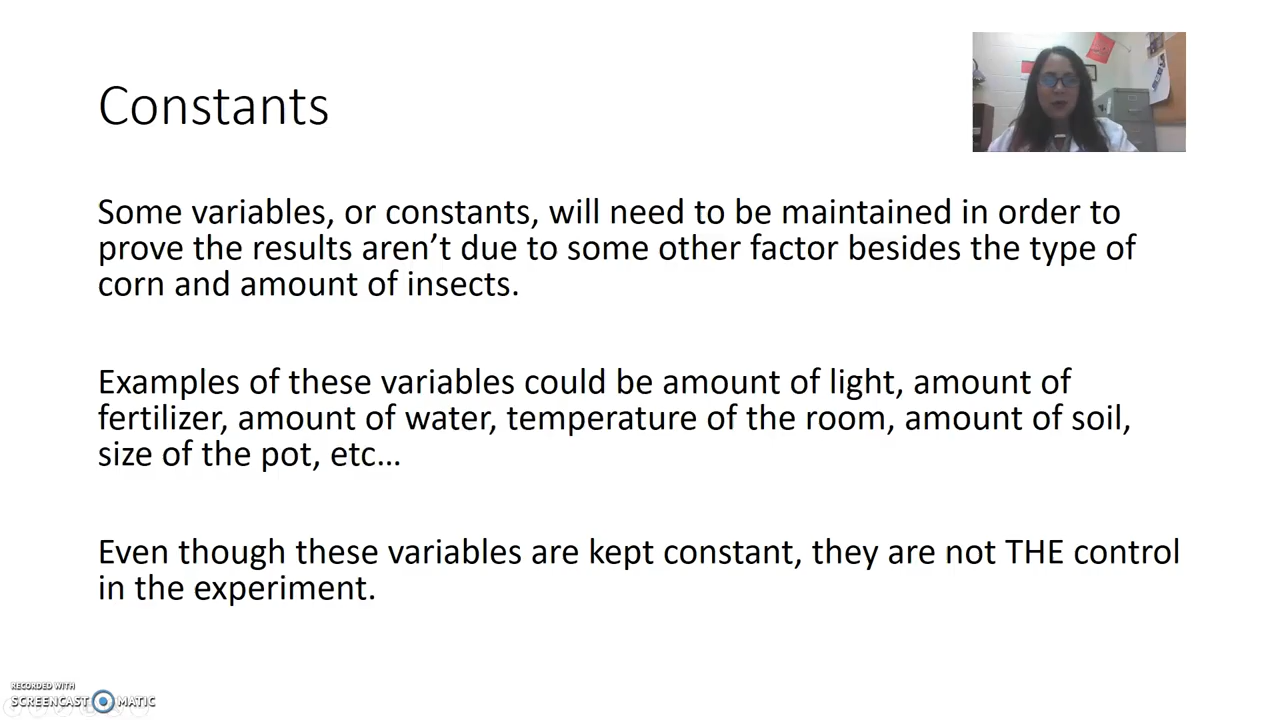 Constants
Some variables, or constants, will need to be maintained in order to
prove the results aren’t due to some other factor besides the type of
corn and amount of insects.
Examples of these variables could be amount of light, amount of
fertilizer, amount of water, temperature of the room, amount of soil,
size of the pot, etc…
Even though these variables are kept constant, they are not THE control
in the experiment.
RECORDED WITH
SCREENCAST MATIC